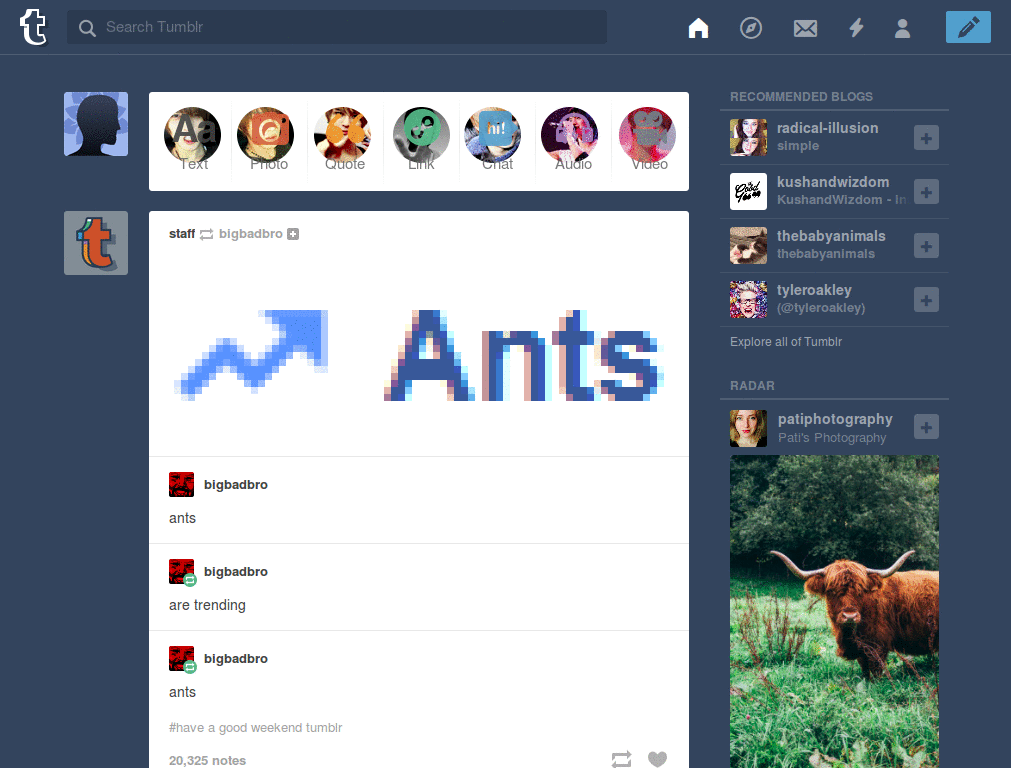 t
Search Tumblr
Aa
hi!
Text
Photo
Quote
Link
Chat
Audio
Video
t
staff bigbadbro
Ants
bigbadbro
ants
bigbadbro
are trending
bigbadbro
ants
#have a good weekend tumblr
20,325 notes
RECOMMENDED BLOGS
radical-illusion
simple
kushandwizdom
KushandWizdom - In
thebabyanimals
thebabyanimals
tyleroakley
(@tyleroakley)
Explore all of Tumblr
RADAR
patiphotography
Pati's Photography